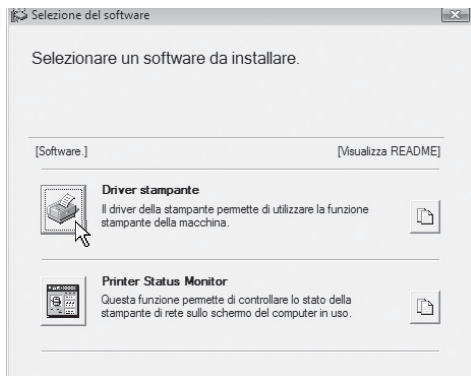 Selezione del software
Selezionare un software da installare.
[Software.] [Visualizza README]
Driver stampante
Il driver della stampante permette di utilizzare la funzione
stampante della macchina.
Printer Status Monitor
Questa funzione permette di controllare lo stato della
stampante di rete sullo schermo del computer in uso.